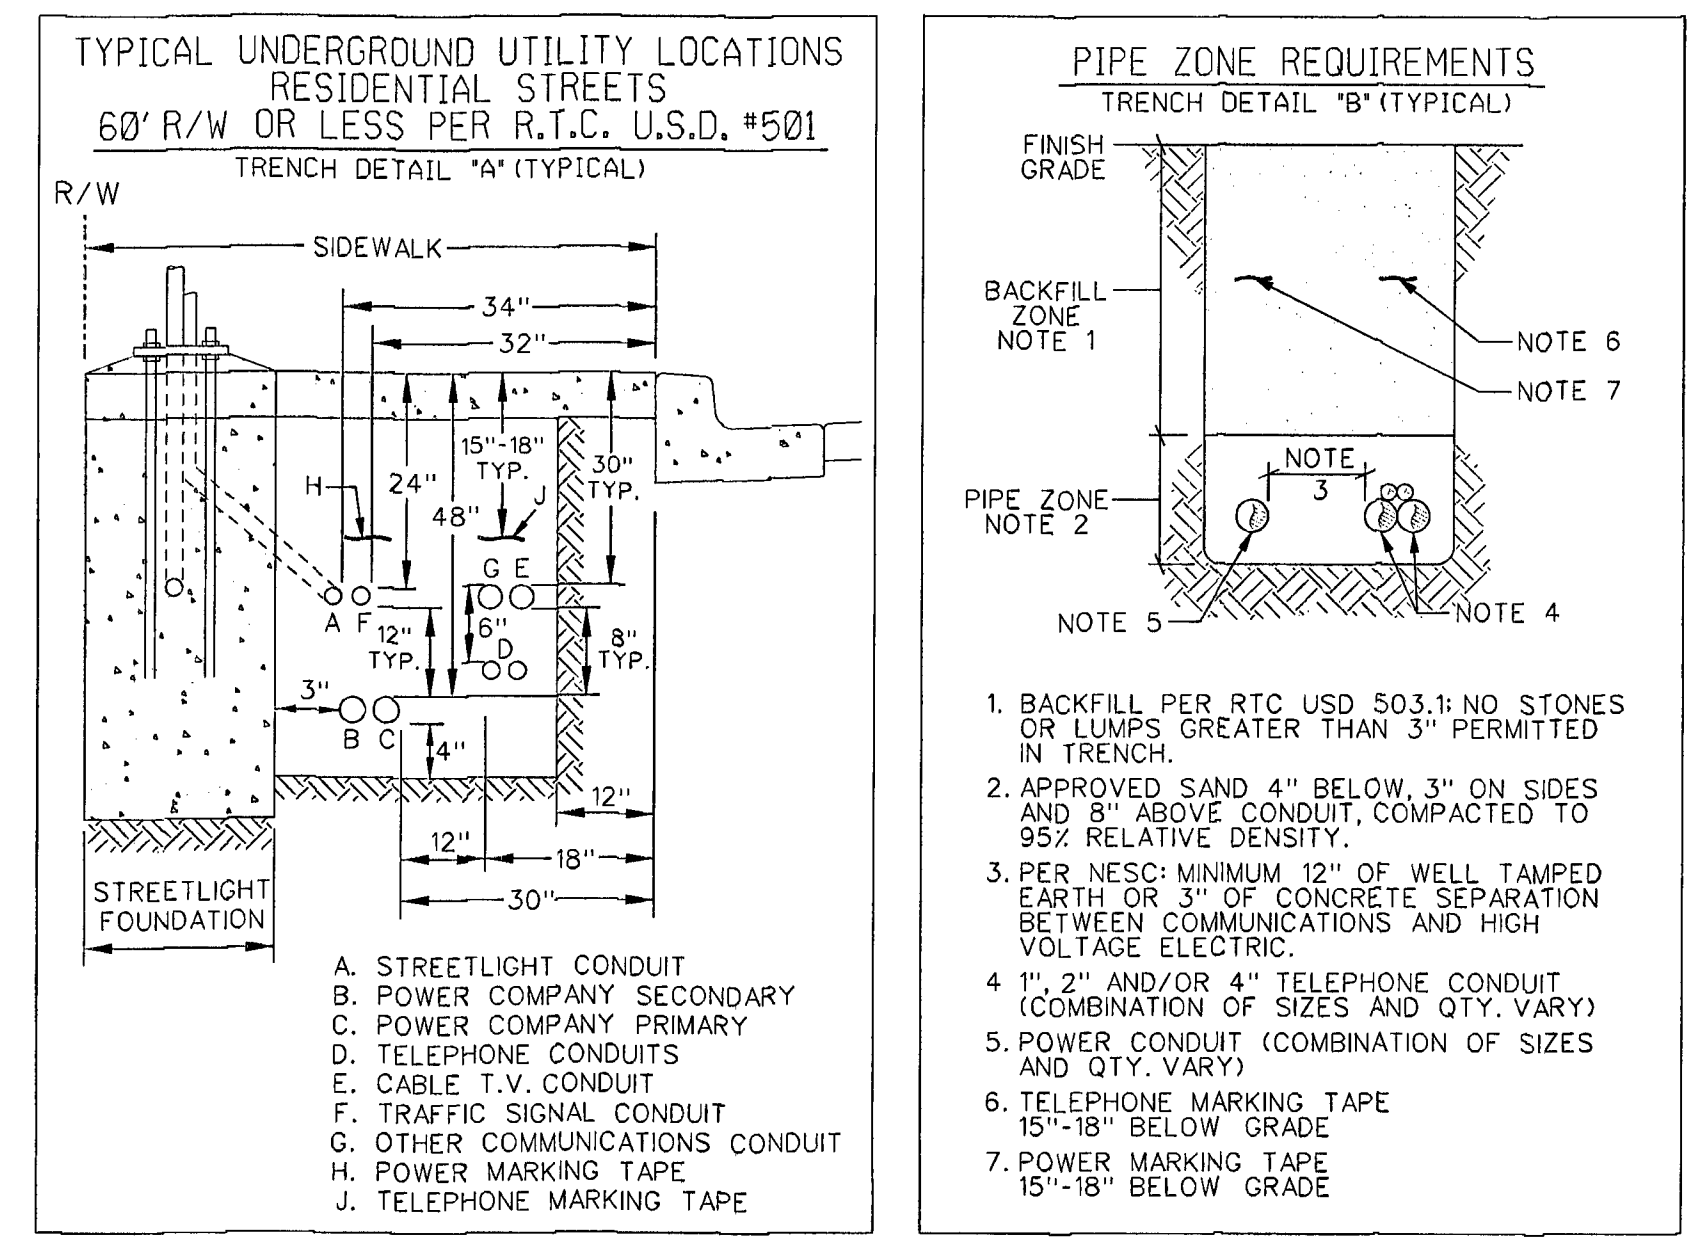 TYPICAL UNDERGROUND UTILITY LOCATIONS
RESIDENTIAL STREETS
60' R/W OR LESS PER R.T.C. U.S.D. #501
TRENCH DETAIL "A" (TYPICAL)
R/W
SIDEWALK
34"
32"
15"-18"
TYP.
30"
TYP.
H
24"
J
48"
G E
A F
12"
TYP.
6"
D
8"
TYP.
3"
B C
4"
12"
12"
18"
30"
STREETLIGHT
FOUNDATION
A. STREETLIGHT CONDUIT
B. POWER COMPANY SECONDARY
C. POWER COMPANY PRIMARY
D. TELEPHONE CONDUITS
E. CABLE T.V. CONDUIT
F. TRAFFIC SIGNAL CONDUIT
G. OTHER COMMUNICATIONS CONDUIT
H. POWER MARKING TAPE
J. TELEPHONE MARKING TAPE
PIPE ZONE REQUIREMENTS
TRENCH DETAIL "B" (TYPICAL)
FINISH
GRADE
BACKFILL
ZONE
NOTE 1
NOTE 6
NOTE 7
NOTE
3
PIPE ZONE
NOTE 2
NOTE 5
NOTE 4
1. BACKFILL PER RTC USD 503.1: NO STONES
OR LUMPS GREATER THAN 3" PERMITTED
IN TRENCH.
2. APPROVED SAND 4" BELOW, 3" ON SIDES
AND 8" ABOVE CONDUIT, COMPACTED TO
95% RELATIVE DENSITY.
3. PER NESC: MINIMUM 12" OF WELL TAMPED
EARTH OR 3" OF CONCRETE SEPARATION
BETWEEN COMMUNICATIONS AND HIGH
VOLTAGE ELECTRIC.
4 1", 2" AND/OR 4" TELEPHONE CONDUIT
(COMBINATION OF SIZES AND QTY. VARY)
5. POWER CONDUIT (COMBINATION OF SIZES
AND QTY. VARY)
6. TELEPHONE MARKING TAPE
15"-18" BELOW GRADE
7. POWER MARKING TAPE
15"-18" BELOW GRADE